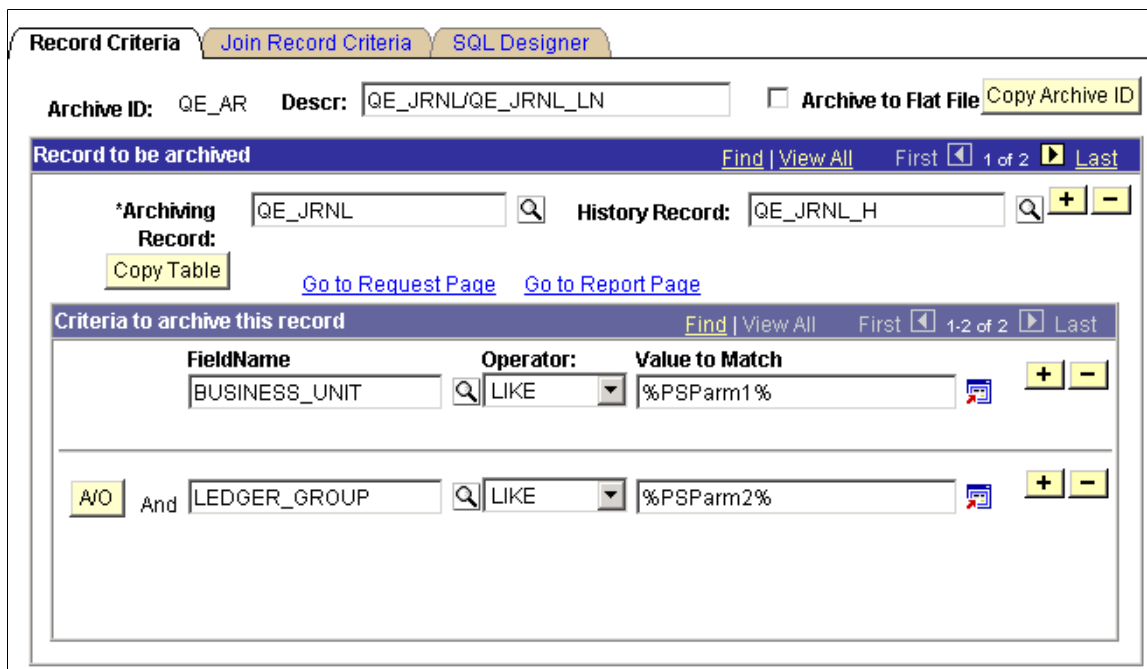 Record Criteria Join Record Criteria SQL Designer
Archive ID: QE_AR Descr: QE_JRNL/QE_JRNL_LN Archive to Flat File Copy Archive ID
Record to be archived Find | View All First 1 of 2 Last
*Archiving Record: QE_JRNL History Record: QE_JRNL_H + −
Copy Table Go to Request Page Go to Report Page
Criteria to archive this record Find | View All First 1-2 of 2 Last
FieldName Operator: Value to Match
BUSINESS_UNIT LIKE %PSParm1% + −
A/O And LEDGER_GROUP LIKE %PSParm2% + −